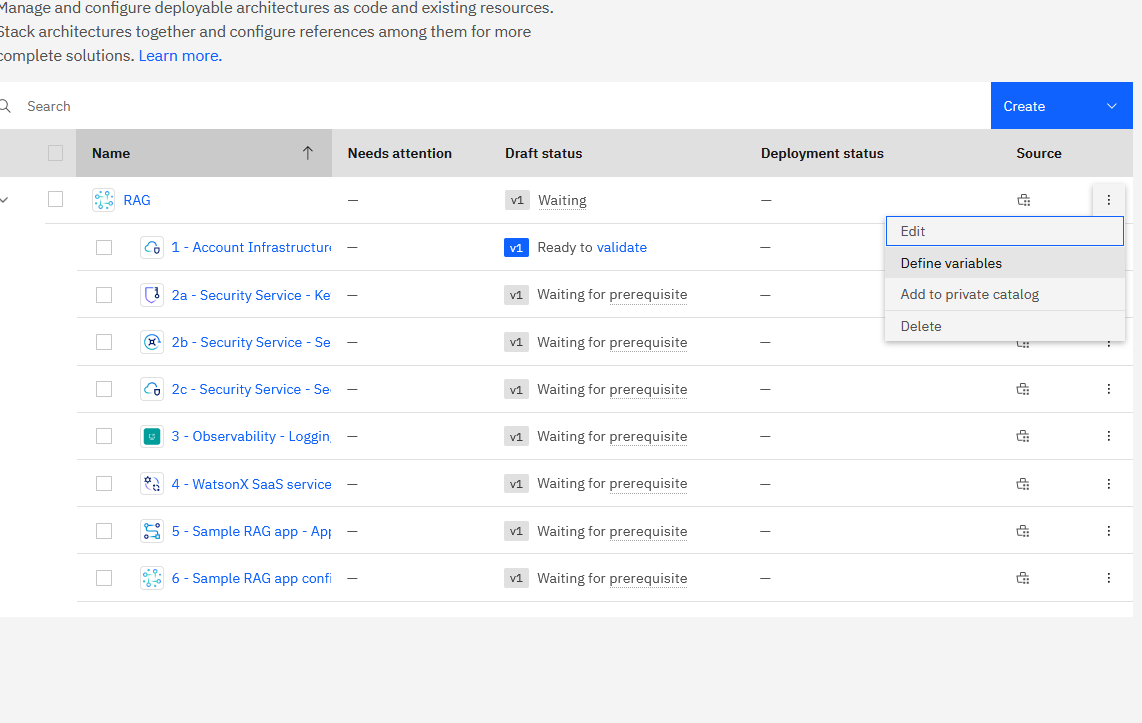 Manage and configure deployable architectures as code and existing resources.
Stack architectures together and configure references among them for more
complete solutions. Learn more.
Search
Create
Name Needs attention Draft status Deployment status Source
RAG — v1 Waiting —
Edit
1 - Account Infrastructure — v1 Ready to validate —
Define variables
2a - Security Service - Ke — v1 Waiting for prerequisite —
Add to private catalog
Delete
2b - Security Service - Se — v1 Waiting for prerequisite —
2c - Security Service - Se — v1 Waiting for prerequisite —
3 - Observability - Loggin — v1 Waiting for prerequisite —
4 - WatsonX SaaS service — v1 Waiting for prerequisite —
5 - Sample RAG app - App — v1 Waiting for prerequisite —
6 - Sample RAG app confi — v1 Waiting for prerequisite —